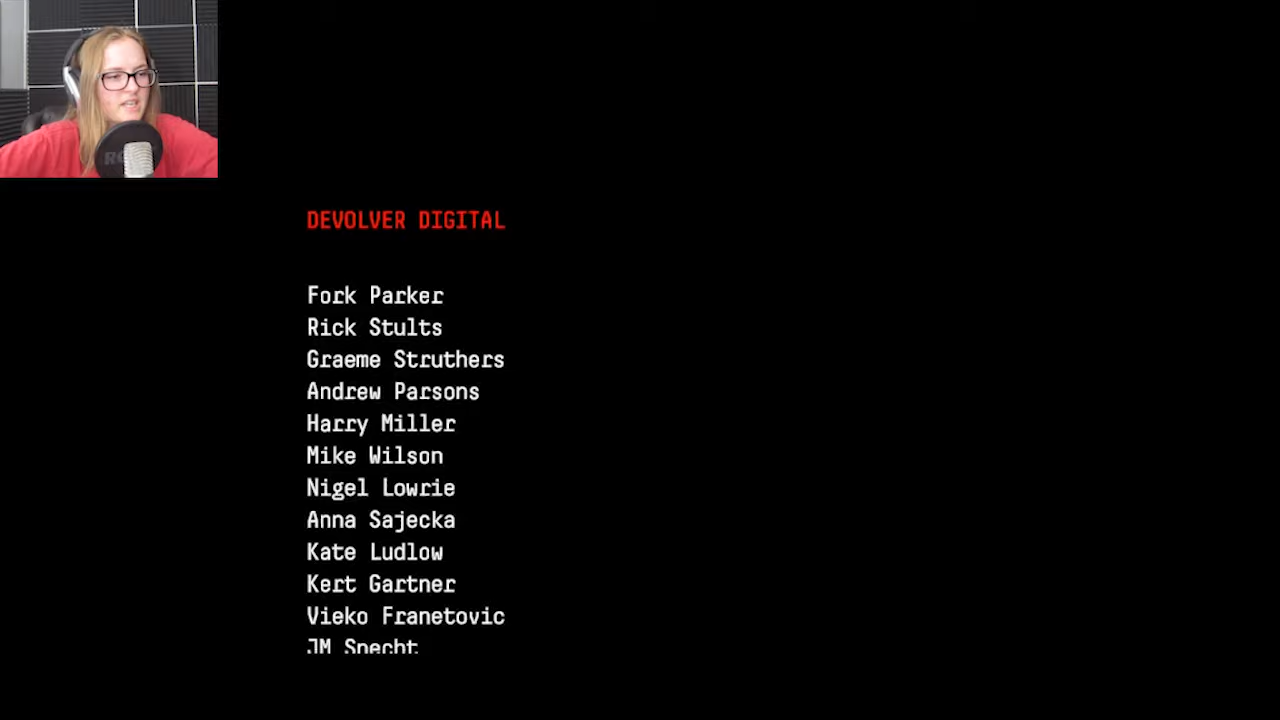 DEVOLVER DIGITAL
Fork Parker
Rick Stults
Graeme Struthers
Andrew Parsons
Harry Miller
Mike Wilson
Nigel Lowrie
Anna Sajecka
Kate Ludlow
Kert Gartner
Vieko Franetovic
JM Specht